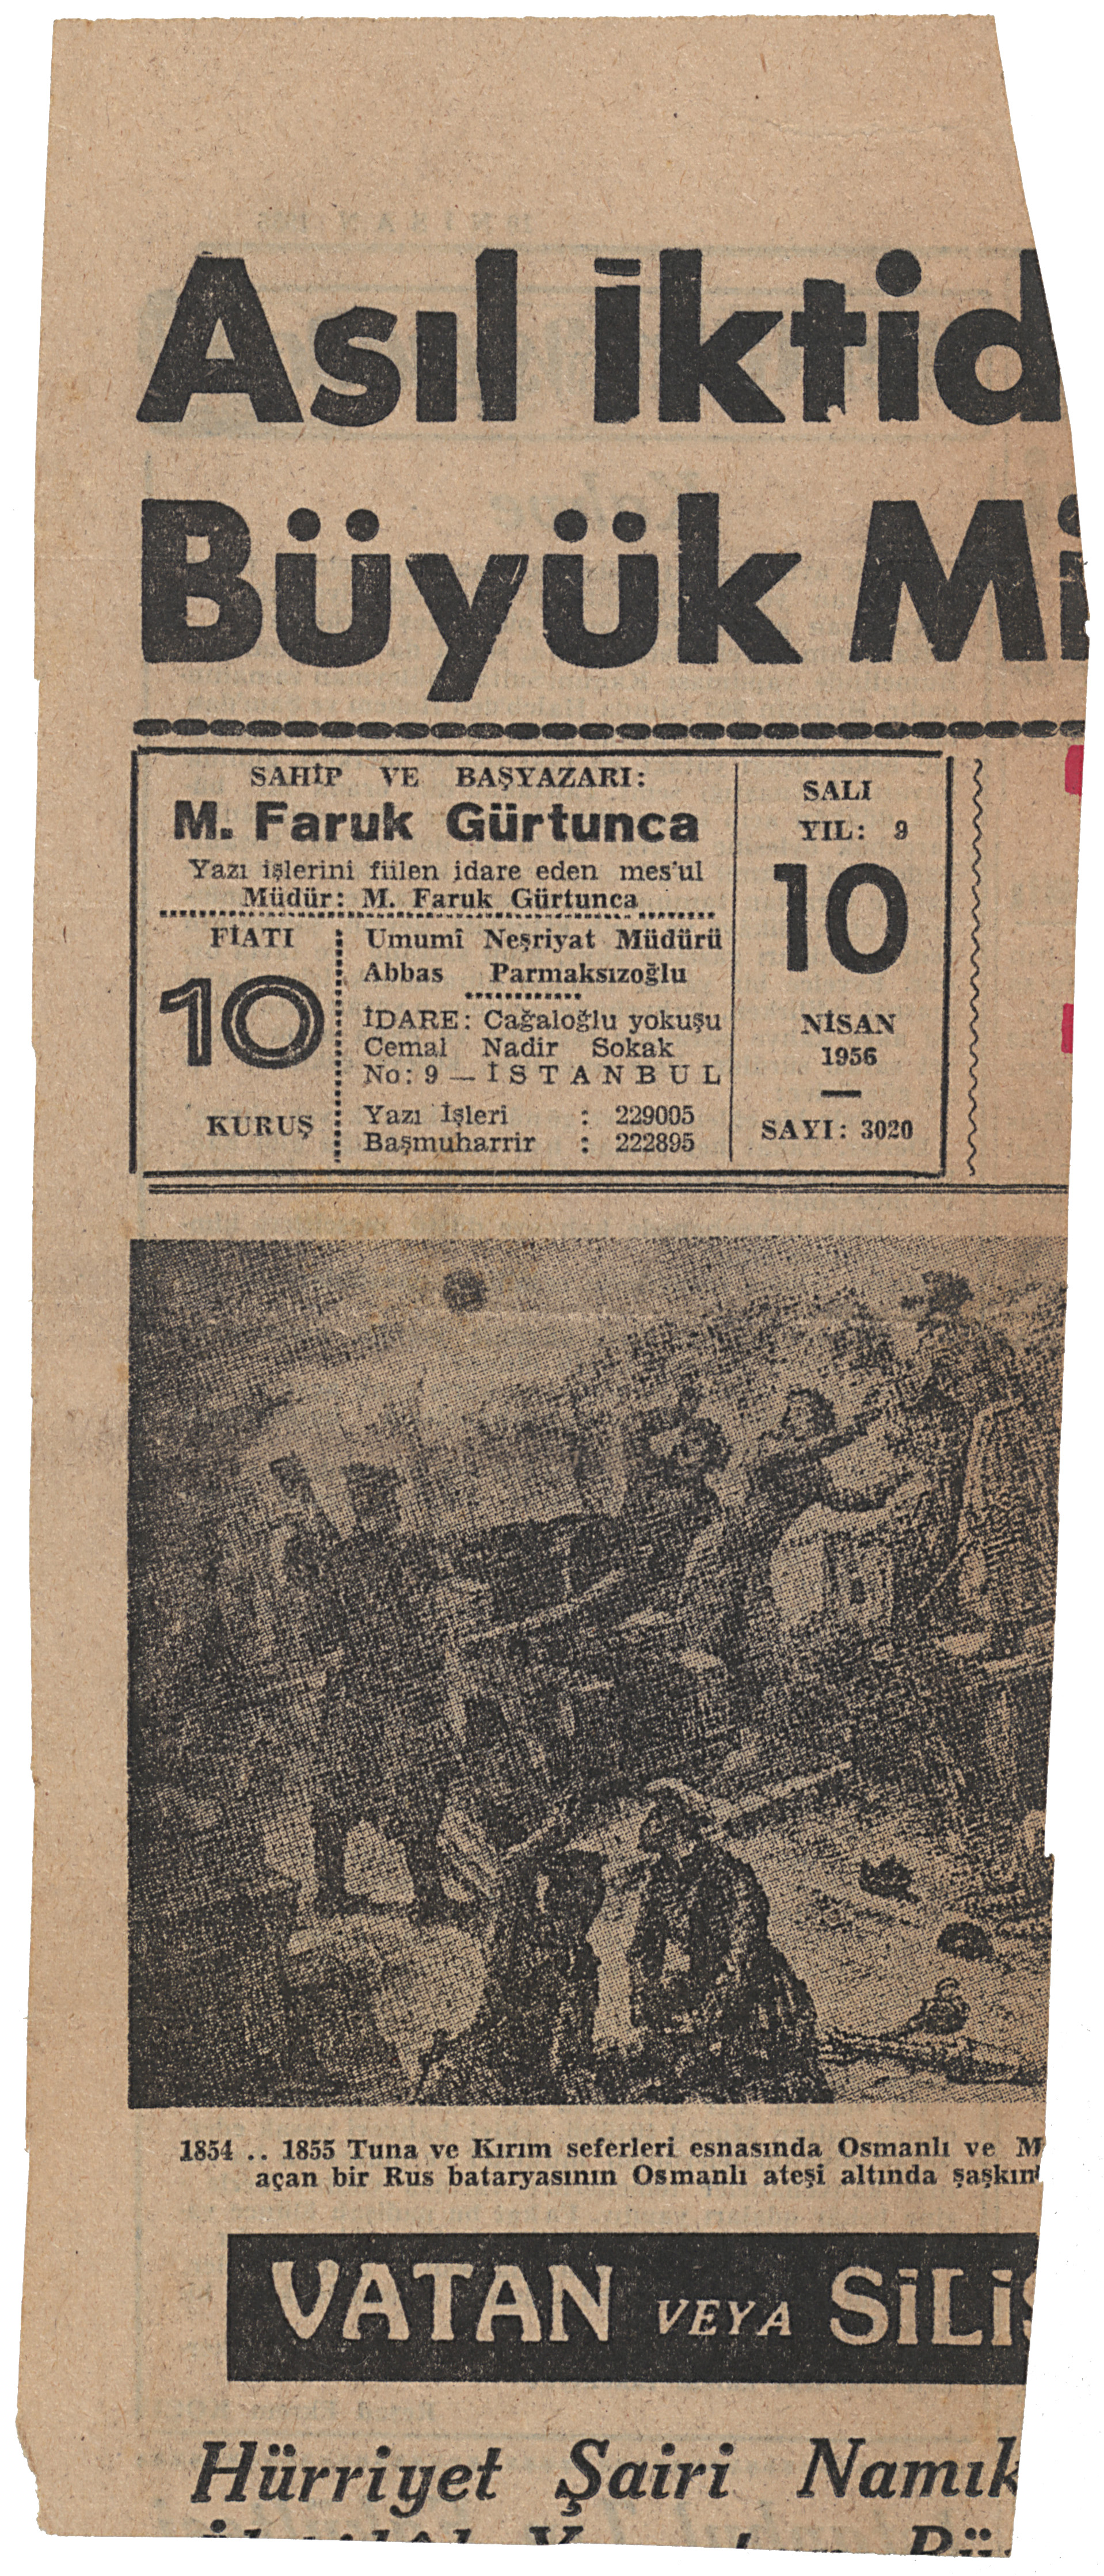 Asıl iktid
Büyük Mi
SAHİP VE BAŞYAZARI:
M. Faruk Gürtunca
Yazı işlerini fiilen idare eden mes'ul
Müdür: M. Faruk Gürtunca
FİATI
10
KURUŞ
Umumî Neşriyat Müdürü
Abbas Parmaksızoğlu
İDARE: Cağaloğlu yokuşu
Cemal Nadir Sokak
No: 9 — İSTANBUL
Yazı İşleri : 229005
Başmuharrir : 222895
SALI
YIL: 9
10
NİSAN
1956
SAYI: 3020
1854 .. 1855 Tuna ve Kırım seferleri esnasında Osmanlı ve M
açan bir Rus bataryasının Osmanlı ateşi altında şaşkınl
VATAN VEYA SİLİS
Hürriyet Şairi Namık